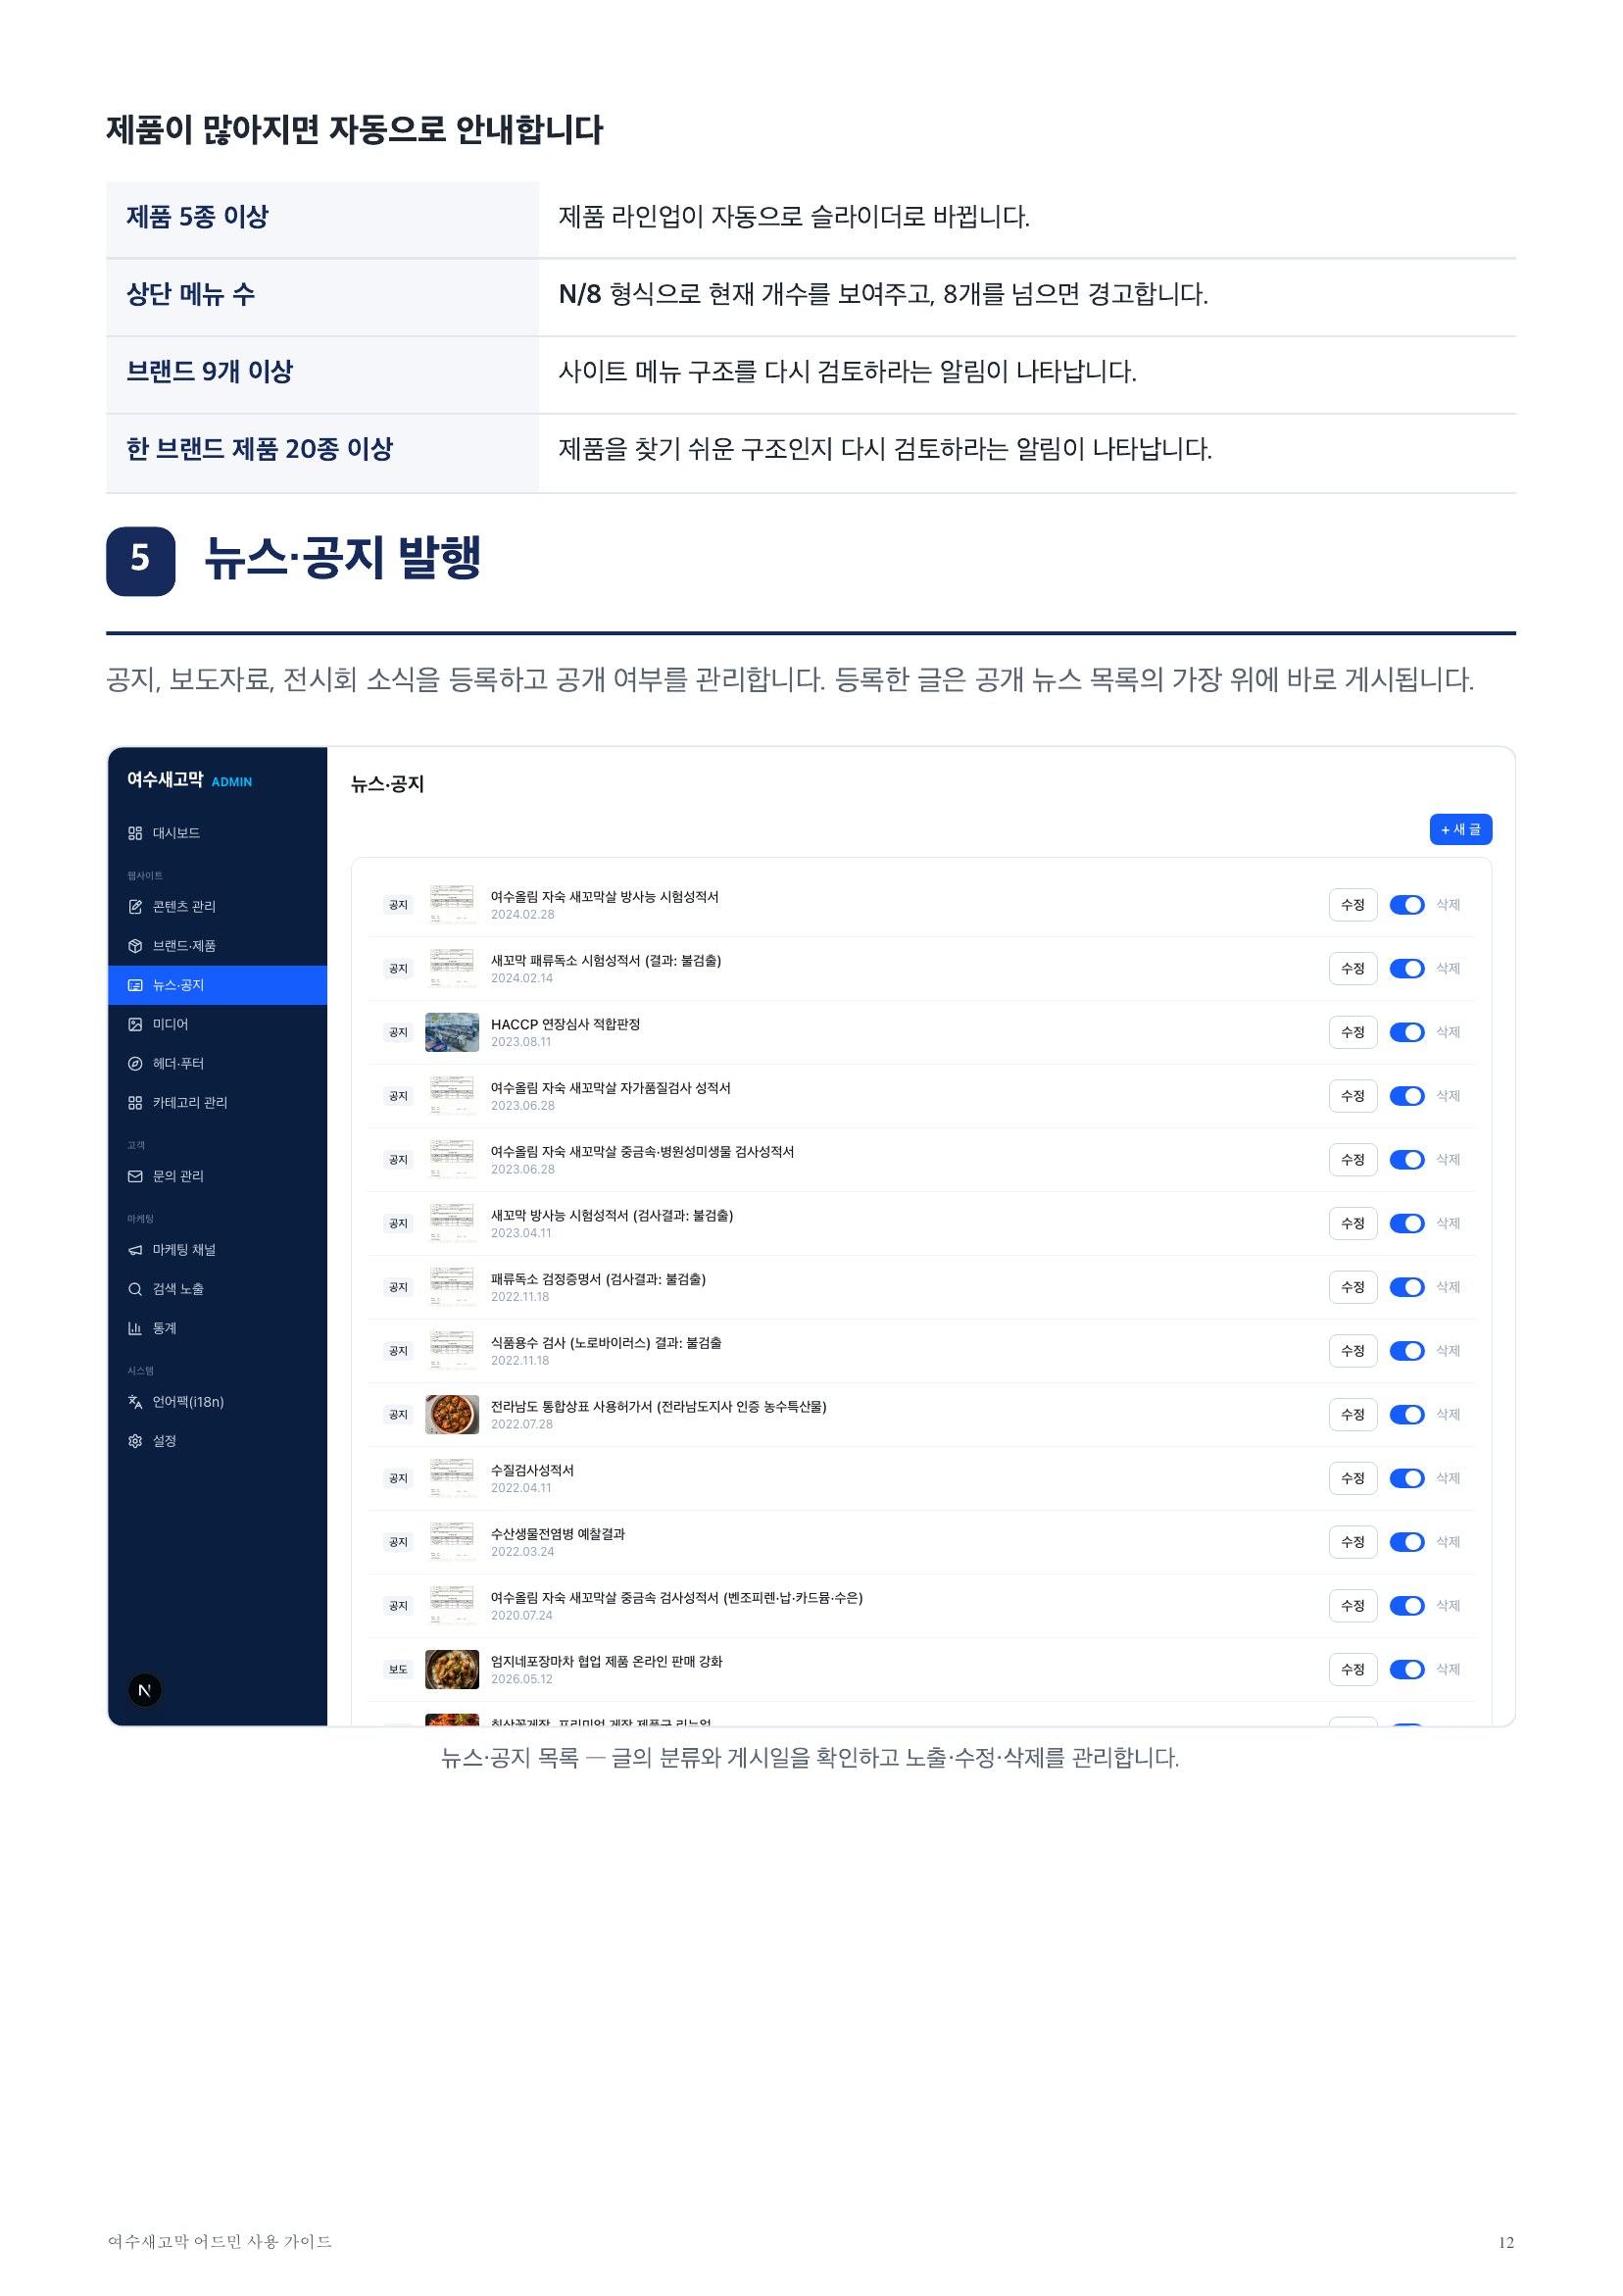 제품이 많아지면 자동으로 안내합니다
제품 5종 이상 제품 라인업이 자동으로 슬라이더로 바뀝니다.
상단 메뉴 수 N/8 형식으로 현재 개수를 보여주고, 8개를 넘으면 경고합니다.
브랜드 9개 이상 사이트 메뉴 구조를 다시 검토하라는 알림이 나타납니다.
한 브랜드 제품 20종 이상 제품을 찾기 쉬운 구조인지 다시 검토하라는 알림이 나타납니다.
5 뉴스·공지 발행
공지, 보도자료, 전시회 소식을 등록하고 공개 여부를 관리합니다. 등록한 글은 공개 뉴스 목록의 가장 위에 바로 게시됩니다.
여수새고막 ADMIN
대시보드
웹사이트
콘텐츠 관리
브랜드·제품
뉴스·공지
미디어
헤더·푸터
카테고리 관리
고객
문의 관리
마케팅
마케팅 채널
검색 노출
통계
시스템
언어팩(i18n)
설정
N
뉴스·공지
+ 새 글
공지 여수올림 자숙 새꼬막살 방사능 시험성적서 수정 삭제
2024.02.28
공지 새꼬막 패류독소 시험성적서 (결과: 불검출) 수정 삭제
2024.02.14
공지 HACCP 연장심사 적합판정 수정 삭제
2023.08.11
공지 여수올림 자숙 새꼬막살 자가품질검사 성적서 수정 삭제
2023.06.28
공지 여수올림 자숙 새꼬막살 중금속·병원성미생물 검사성적서 수정 삭제
2023.06.28
공지 새꼬막 방사능 시험성적서 (검사결과: 불검출) 수정 삭제
2023.04.11
공지 패류독소 검정증명서 (검사결과: 불검출) 수정 삭제
2022.11.18
공지 식품용수 검사 (노로바이러스) 결과: 불검출 수정 삭제
2022.11.18
공지 전라남도 통합상표 사용허가서 (전라남도지사 인증 농수특산물) 수정 삭제
2022.07.28
공지 수질검사성적서 수정 삭제
2022.04.11
공지 수산생물전염병 예찰결과 수정 삭제
2022.03.24
공지 여수올림 자숙 새꼬막살 중금속 검사성적서 (벤조피렌·납·카드뮴·수은) 수정 삭제
2020.07.24
보도 엄지네포장마차 협업 제품 온라인 판매 강화 수정 삭제
2026.05.12
뉴스·공지 목록 — 글의 분류와 게시일을 확인하고 노출·수정·삭제를 관리합니다.
여수새고막 어드민 사용 가이드 12